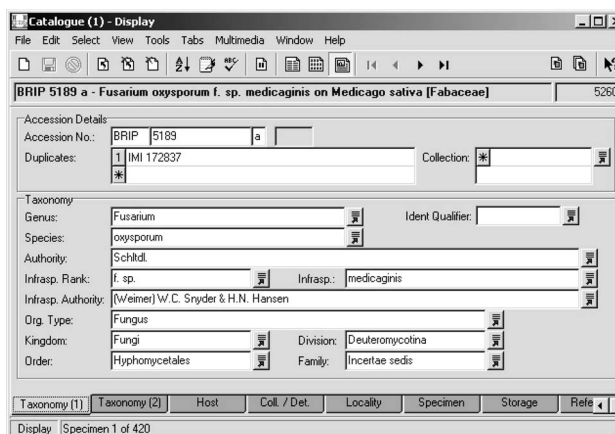 Catalogue (1) - Display
File Edit Select View Tools Tabs Multimedia Window Help
BRIP 5189 a - Fusarium oxysporum f. sp. medicaginis on Medicago sativa [Fabaceae] 5260
Accession Details
Accession No.: BRIP 5189 a
Duplicates: 1 IMI 172837 Collection: *
*
Taxonomy
Genus: Fusarium Ident Qualifier:
Species: oxysporum
Authority: Schltdl.
Infrasp. Rank: f. sp. Infrasp.: medicaginis
Infrasp. Authority: (Weimer) W.C. Snyder & H.N. Hansen
Org. Type: Fungus
Kingdom: Fungi Division: Deuteromycotina
Order: Hyphomycetales Family: Incertae sedis
Taxonomy (1) Taxonomy (2) Host Coll. / Det. Locality Specimen Storage Refe
Display Specimen 1 of 420